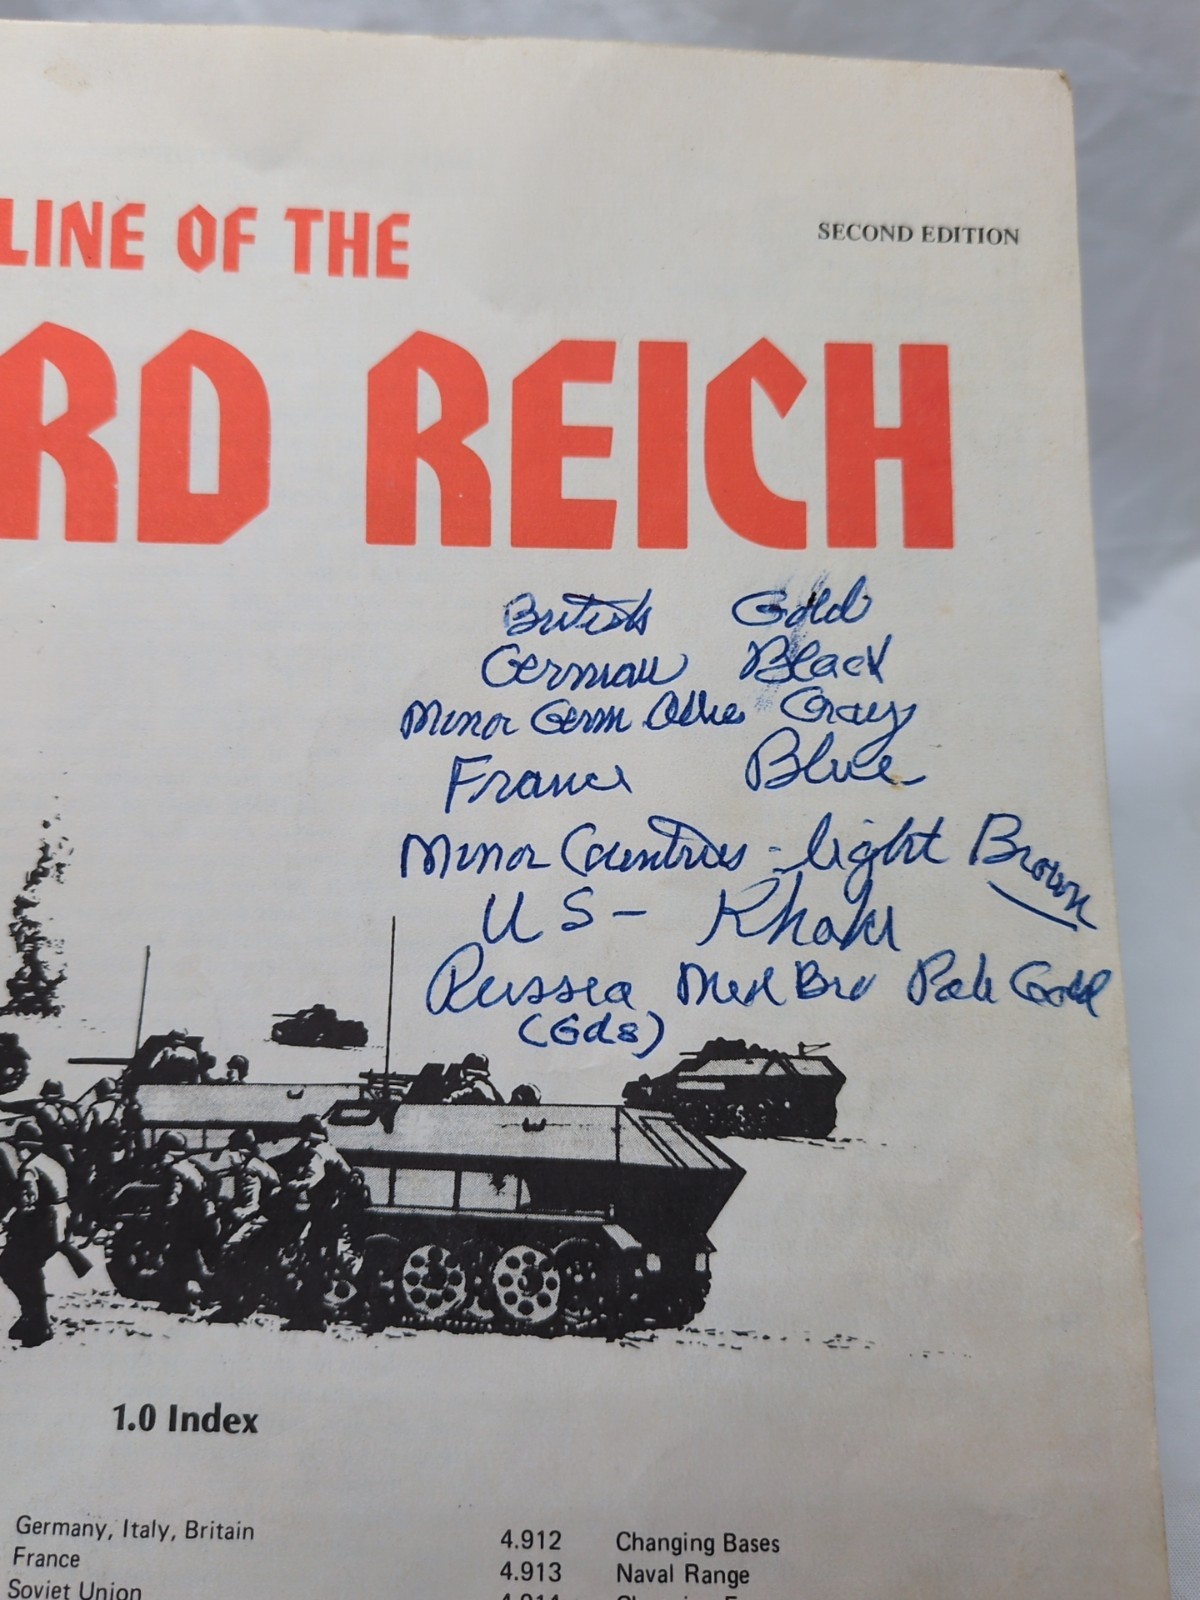 LINE OF THE
SECOND EDITION
RD REICH
British Gold
German Black
Minor Germ Allies Gray
France Blue
Minor Countries - light Brown
U S - Khaki
Russia Med Bro Pale Gold
(Gds)
1.0 Index
Germany, Italy, Britain
France
Soviet Union
4.912 Changing Bases
4.913 Naval Range